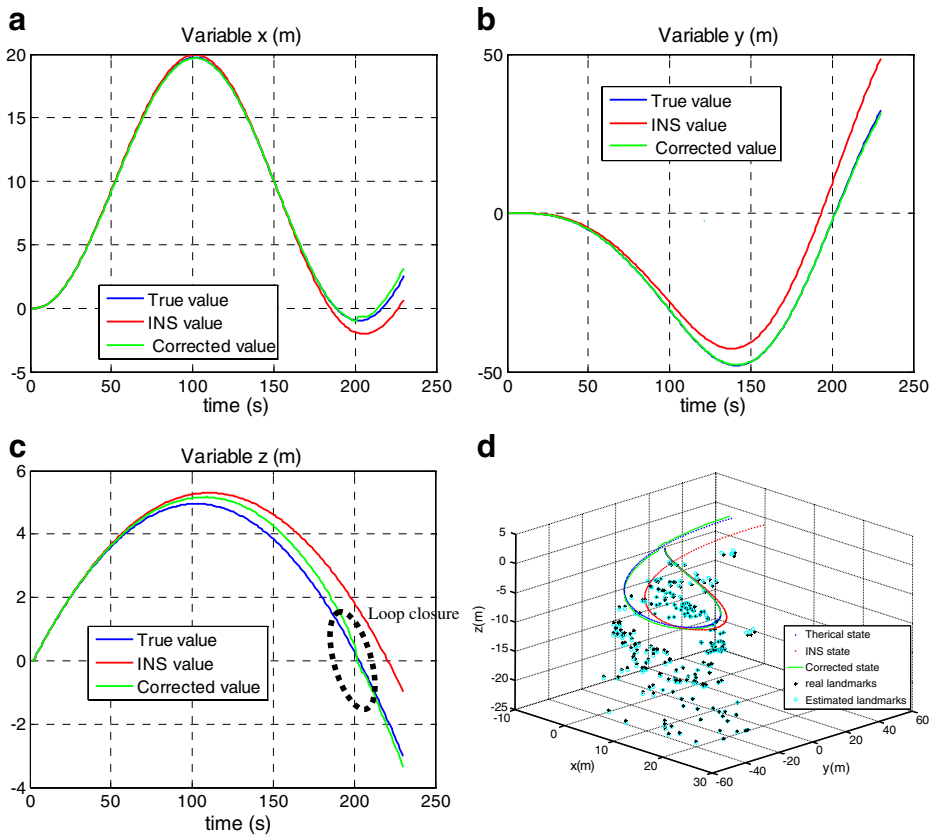 a
Variable x (m)
20
15
10
5
0
-5
0
50
100
150
200
250
time (s)
True value
INS value
Corrected value
b
Variable y (m)
50
0
-50
0
50
100
150
200
250
time (s)
True value
INS value
Corrected value
c
Variable z (m)
6
4
2
0
-2
-4
0
50
100
150
200
250
time (s)
Loop closure
True value
INS value
Corrected value
d
z(m)
5
0
-5
-10
-15
-20
-25
-10
0
10
20
30
x(m)
-60
-40
-20
0
20
40
60
y(m)
Therical state
INS state
Corrected state
real landmarks
Estimated landmarks